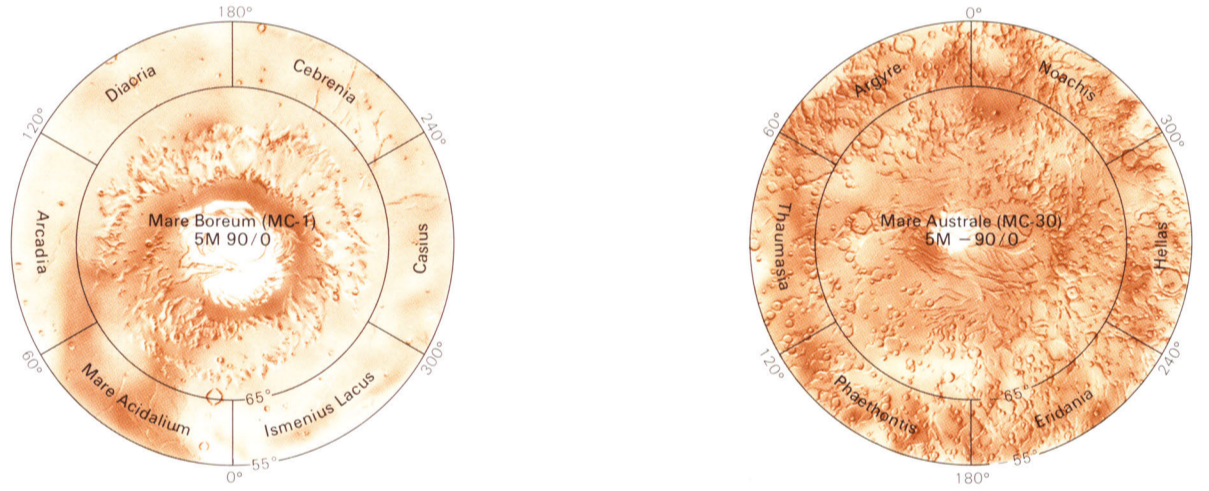 180°
Diacria
Cebrenia
120°
240°
Arcadia
Mare Boreum (MC-1)
5M 90/0
Casius
60°
300°
Mare Acidalium
65°
Ismenius Lacus
55°
0°
0°
Argyre
Noachis
60°
300°
Thaumasia
Mare Australe (MC-30)
5M – 90/0
Hellas
120°
240°
Phaethontis
65°
Eridania
55°
180°